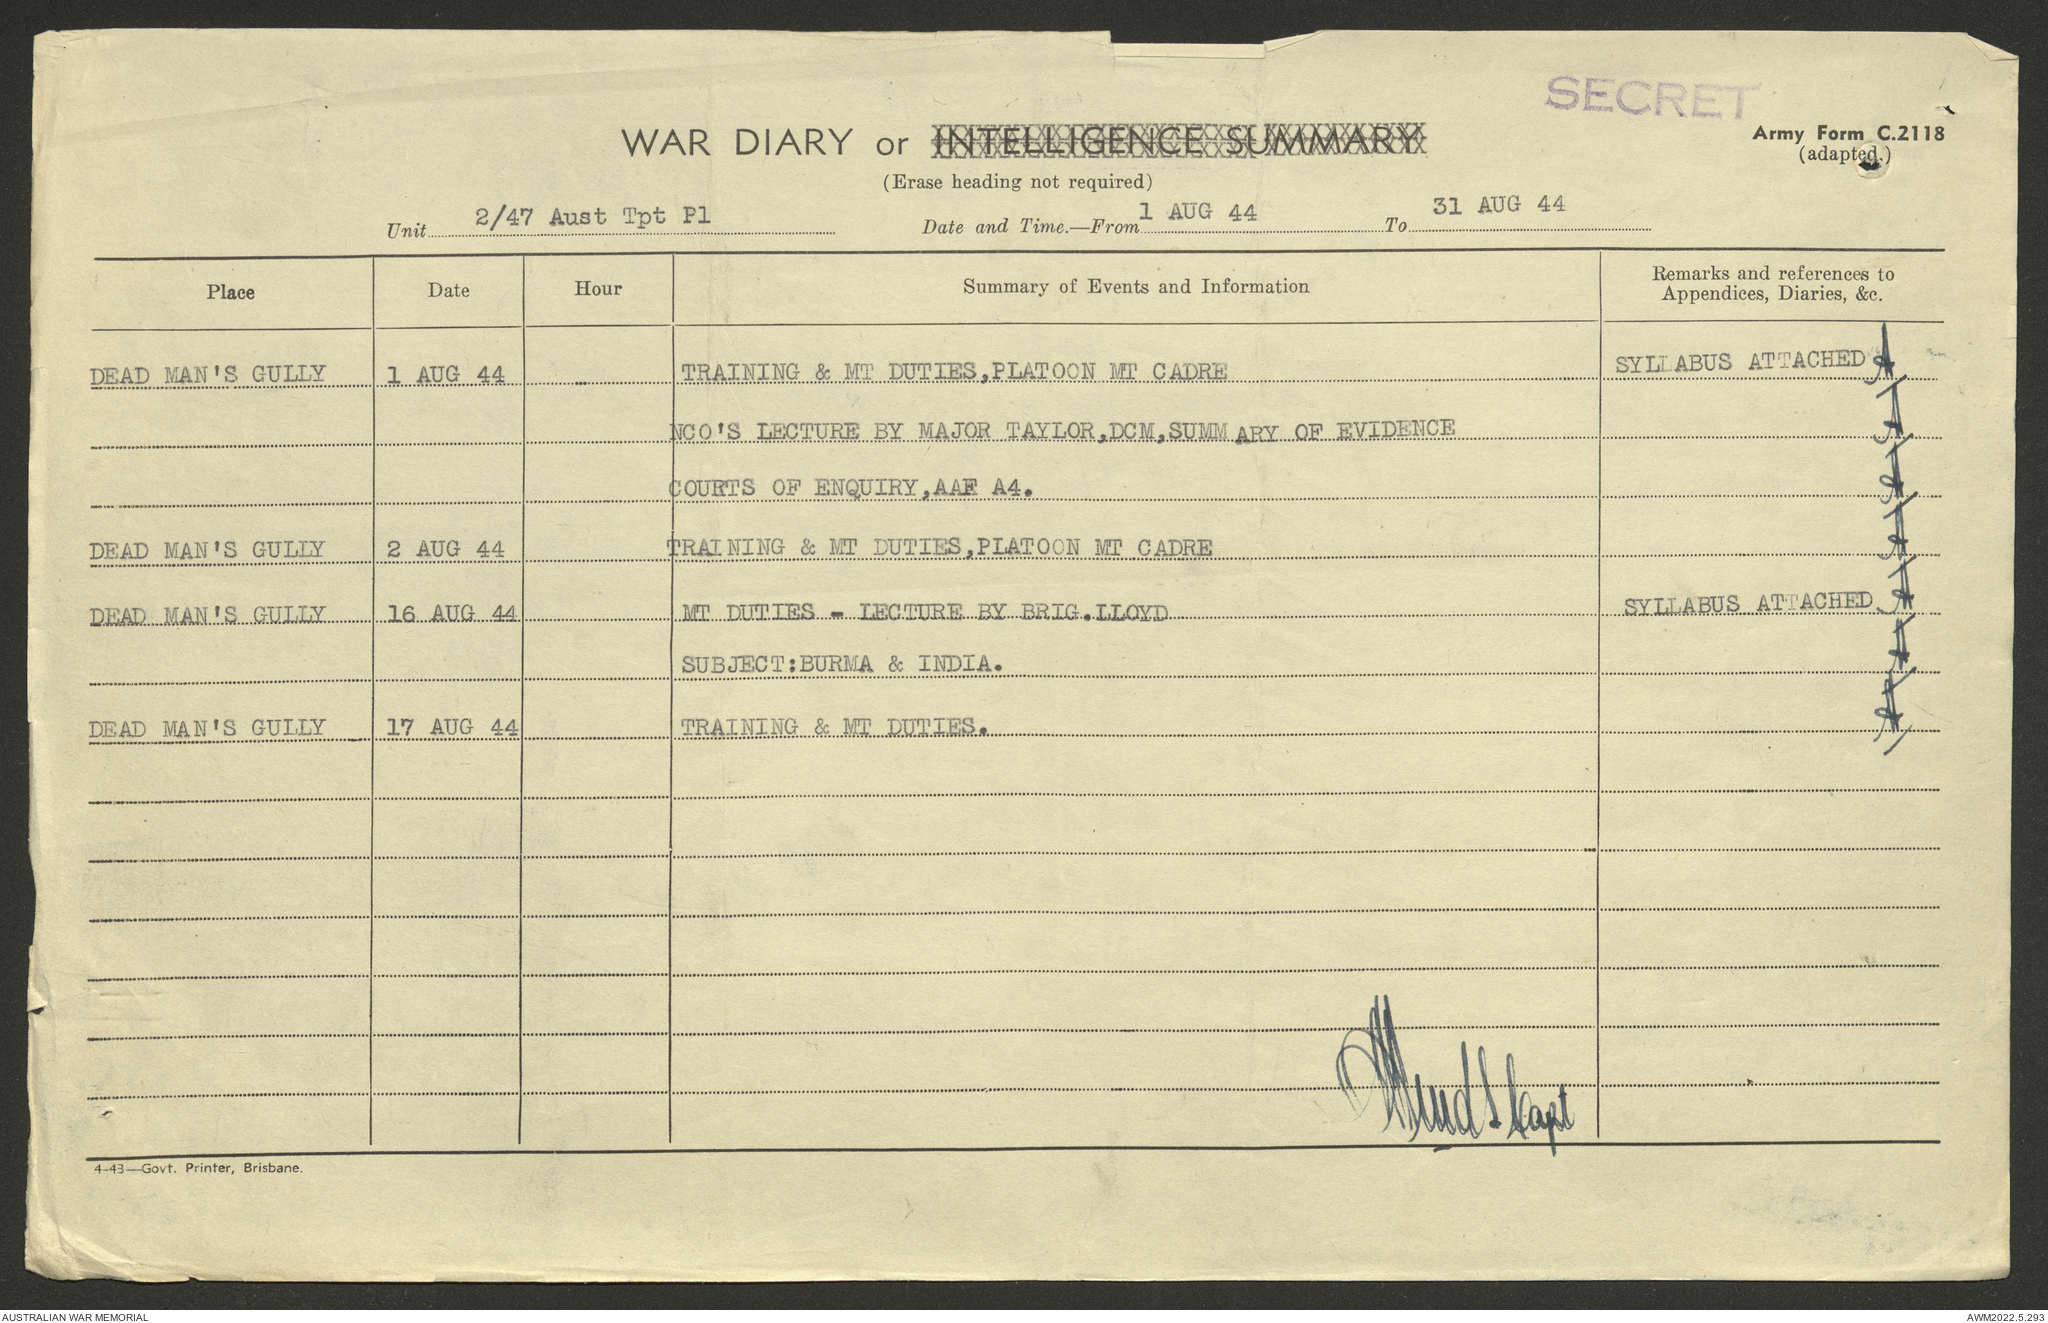 SECRET
WAR DIARY or INTELLIGENCE SUMMARY
Army Form C.2118
(adapted.)
(Erase heading not required)
Unit 2/47 Aust Tpt Pl Date and Time.—From 1 AUG 44 To 31 AUG 44
Place Date Hour Summary of Events and Information Remarks and references to
Appendices, Diaries, &c.
DEAD MAN'S GULLY 1 AUG 44 TRAINING & MT DUTIES,PLATOON MT CADRE SYLLABUS ATTACHED A
NCO'S LECTURE BY MAJOR TAYLOR,DCM,SUMMARY OF EVIDENCE A
COURTS OF ENQUIRY,AAF A4. A
DEAD MAN'S GULLY 2 AUG 44 TRAINING & MT DUTIES,PLATOON MT CADRE A
DEAD MAN'S GULLY 16 AUG 44 MT DUTIES - LECTURE BY BRIG.LLOYD SYLLABUS ATTACHED A
SUBJECT:BURMA & INDIA. A
DEAD MAN'S GULLY 17 AUG 44 TRAINING & MT DUTIES. A
Capt
4-43—Govt. Printer, Brisbane.
AUSTRALIAN WAR MEMORIAL
AWM2022.5.293